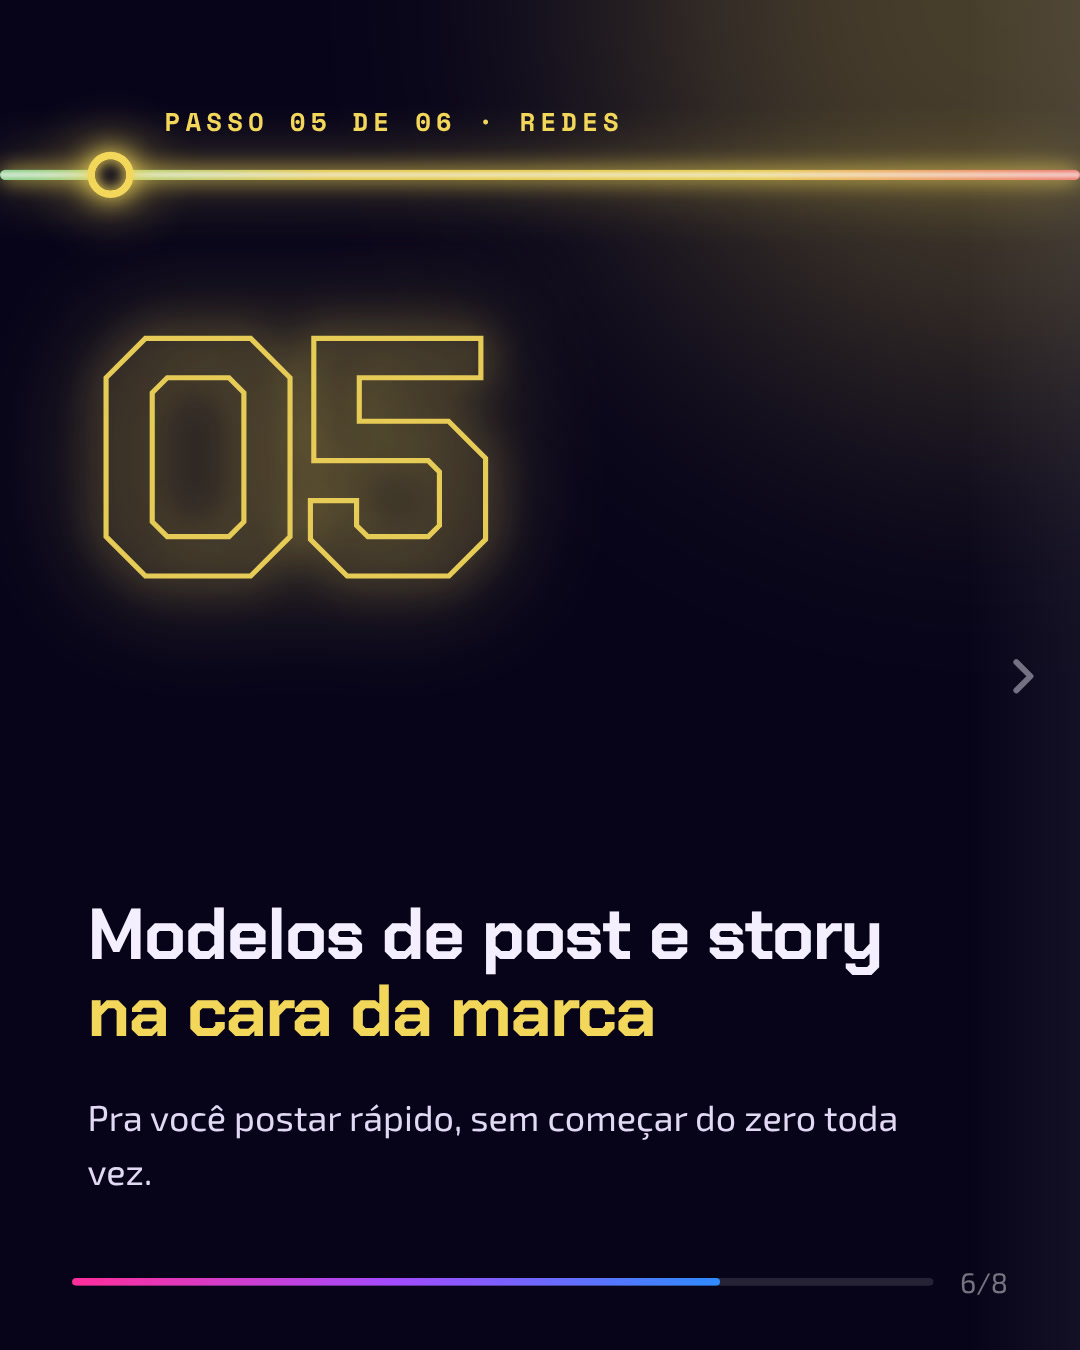 PASSO 05 DE 06 · REDES
05
Modelos de post e story
na cara da marca
Pra você postar rápido, sem começar do zero toda
vez.
6/8